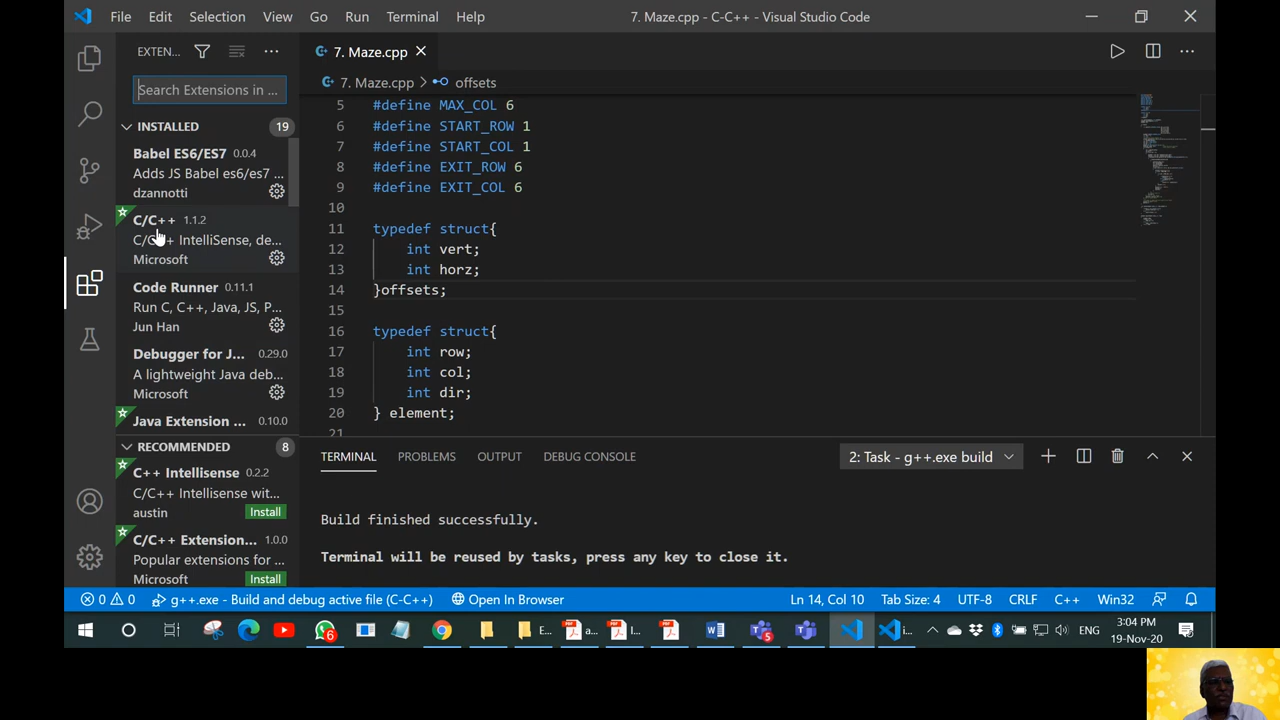 File Edit Selection View Go Run Terminal Help 7. Maze.cpp - C-C++ - Visual Studio Code
EXTEN...
Search Extensions in ...
INSTALLED 19
Babel ES6/ES7 0.0.4
Adds JS Babel es6/es7 ...
dzannotti
C/C++ 1.1.2
C/C++ IntelliSense, de...
Microsoft
Code Runner 0.11.1
Run C, C++, Java, JS, P...
Jun Han
Debugger for J... 0.29.0
A lightweight Java deb...
Microsoft
Java Extension ... 0.10.0
RECOMMENDED 8
C++ Intellisense 0.2.2
C/C++ Intellisense wit...
austin Install
C/C++ Extension... 1.0.0
Popular extensions for ...
Microsoft Install
7. Maze.cpp
7. Maze.cpp > offsets
5 #define MAX_COL 6
6 #define START_ROW 1
7 #define START_COL 1
8 #define EXIT_ROW 6
9 #define EXIT_COL 6
10
11 typedef struct{
12 int vert;
13 int horz;
14 }offsets;
15
16 typedef struct{
17 int row;
18 int col;
19 int dir;
20 } element;
21
TERMINAL PROBLEMS OUTPUT DEBUG CONSOLE 2: Task - g++.exe build
Build finished successfully.
Terminal will be reused by tasks, press any key to close it.
0 0 g++.exe - Build and debug active file (C-C++) Open In Browser Ln 14, Col 10 Tab Size: 4 UTF-8 CRLF C++ Win32
6 E... a... I... 5 i... ENG 3:04 PM
19-Nov-20